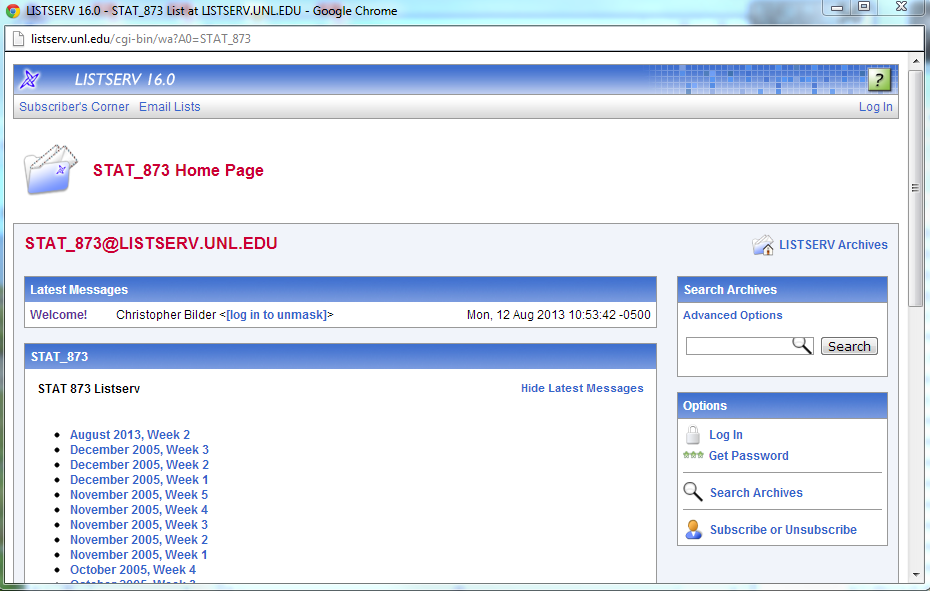 LISTSERV 16.0 - STAT_873 List at LISTSERV.UNL.EDU - Google Chrome
listserv.unl.edu/cgi-bin/wa?A0=STAT_873
LISTSERV 16.0
?
Subscriber's Corner Email Lists Log In
STAT_873 Home Page
STAT_873@LISTSERV.UNL.EDU
LISTSERV Archives
Latest Messages
Welcome! Christopher Bilder <[log in to unmask]> Mon, 12 Aug 2013 10:53:42 -0500
STAT_873
STAT 873 Listserv Hide Latest Messages
August 2013, Week 2
December 2005, Week 3
December 2005, Week 2
December 2005, Week 1
November 2005, Week 5
November 2005, Week 4
November 2005, Week 3
November 2005, Week 2
November 2005, Week 1
October 2005, Week 4
Search Archives
Advanced Options
Search
Options
Log In
Get Password
Search Archives
Subscribe or Unsubscribe